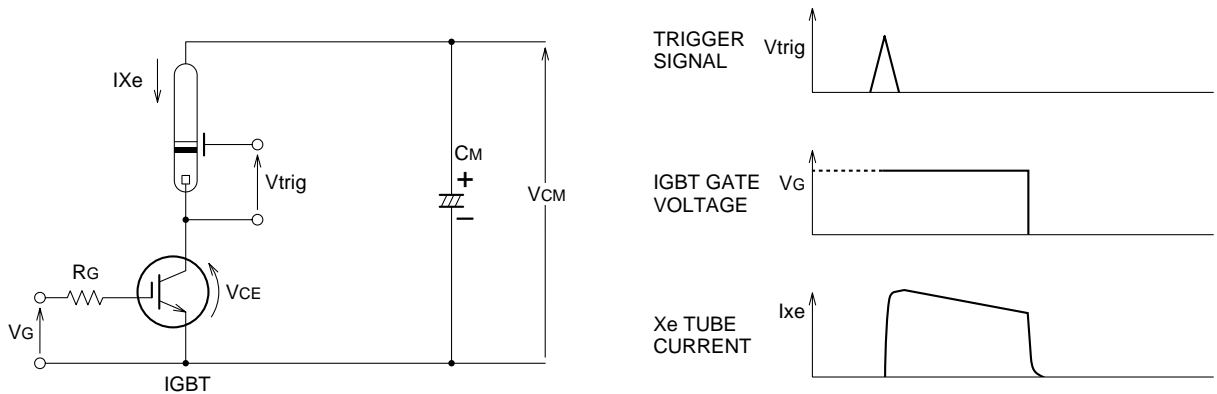 IXe
Vtrig
CM
+
−
VCM
RG
VCE
VG
IGBT
TRIGGER
SIGNAL
Vtrig
IGBT GATE
VOLTAGE
VG
Xe TUBE
CURRENT
Ixe